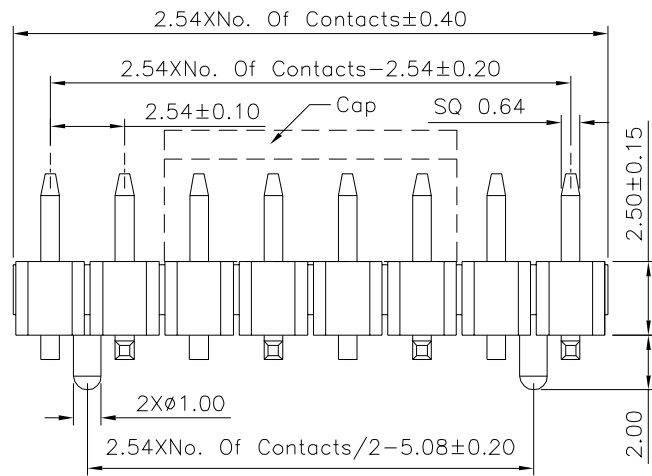 2.54XNo. Of Contacts±0.40
2.54XNo. Of Contacts-2.54±0.20
2.54±0.10
Cap
SQ 0.64
2.50±0.15
2XØ1.00
2.00
2.54XNo. Of Contacts/2-5.08±0.20